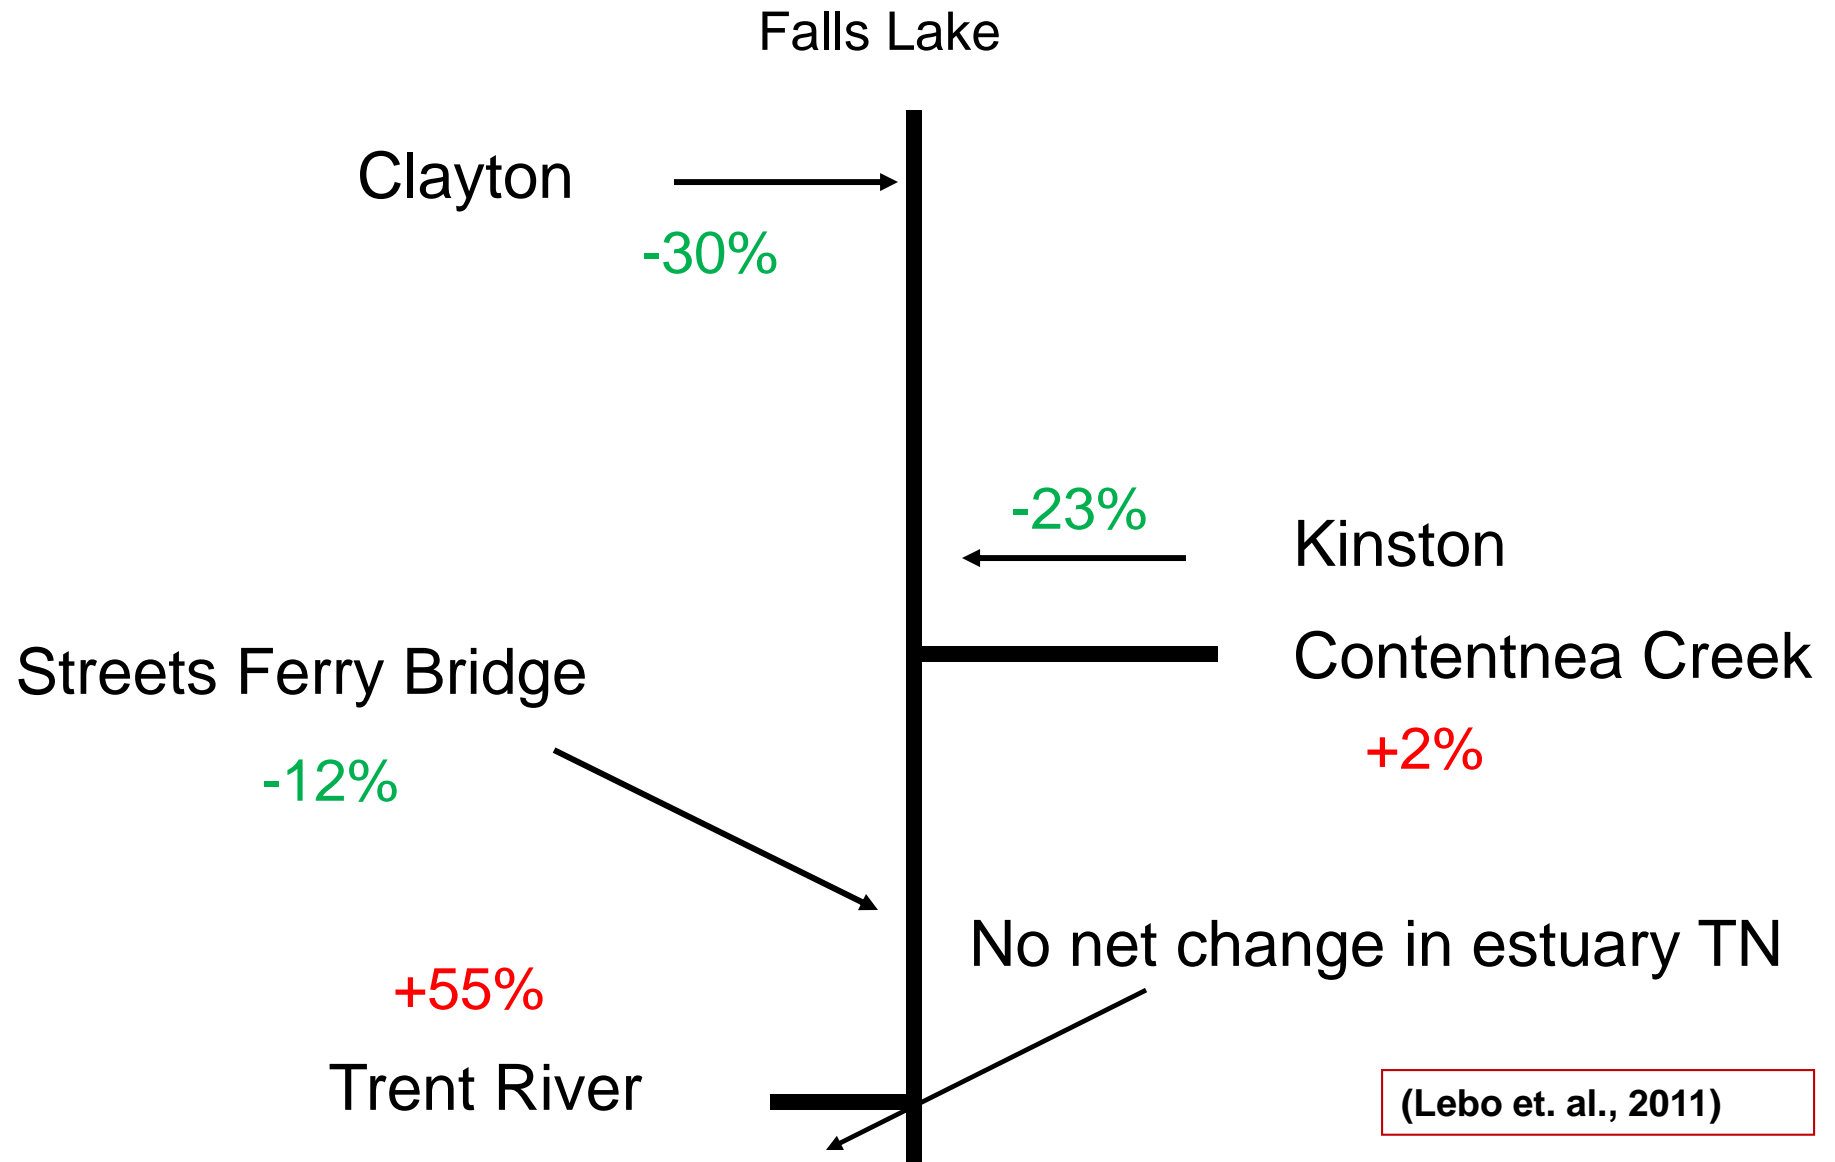 Falls Lake
Clayton
-30%
-23%
Kinston
Streets Ferry Bridge
Contentnea Creek
-12%
+2%
No net change in estuary TN
+55%
Trent River
(Lebo et. al., 2011)